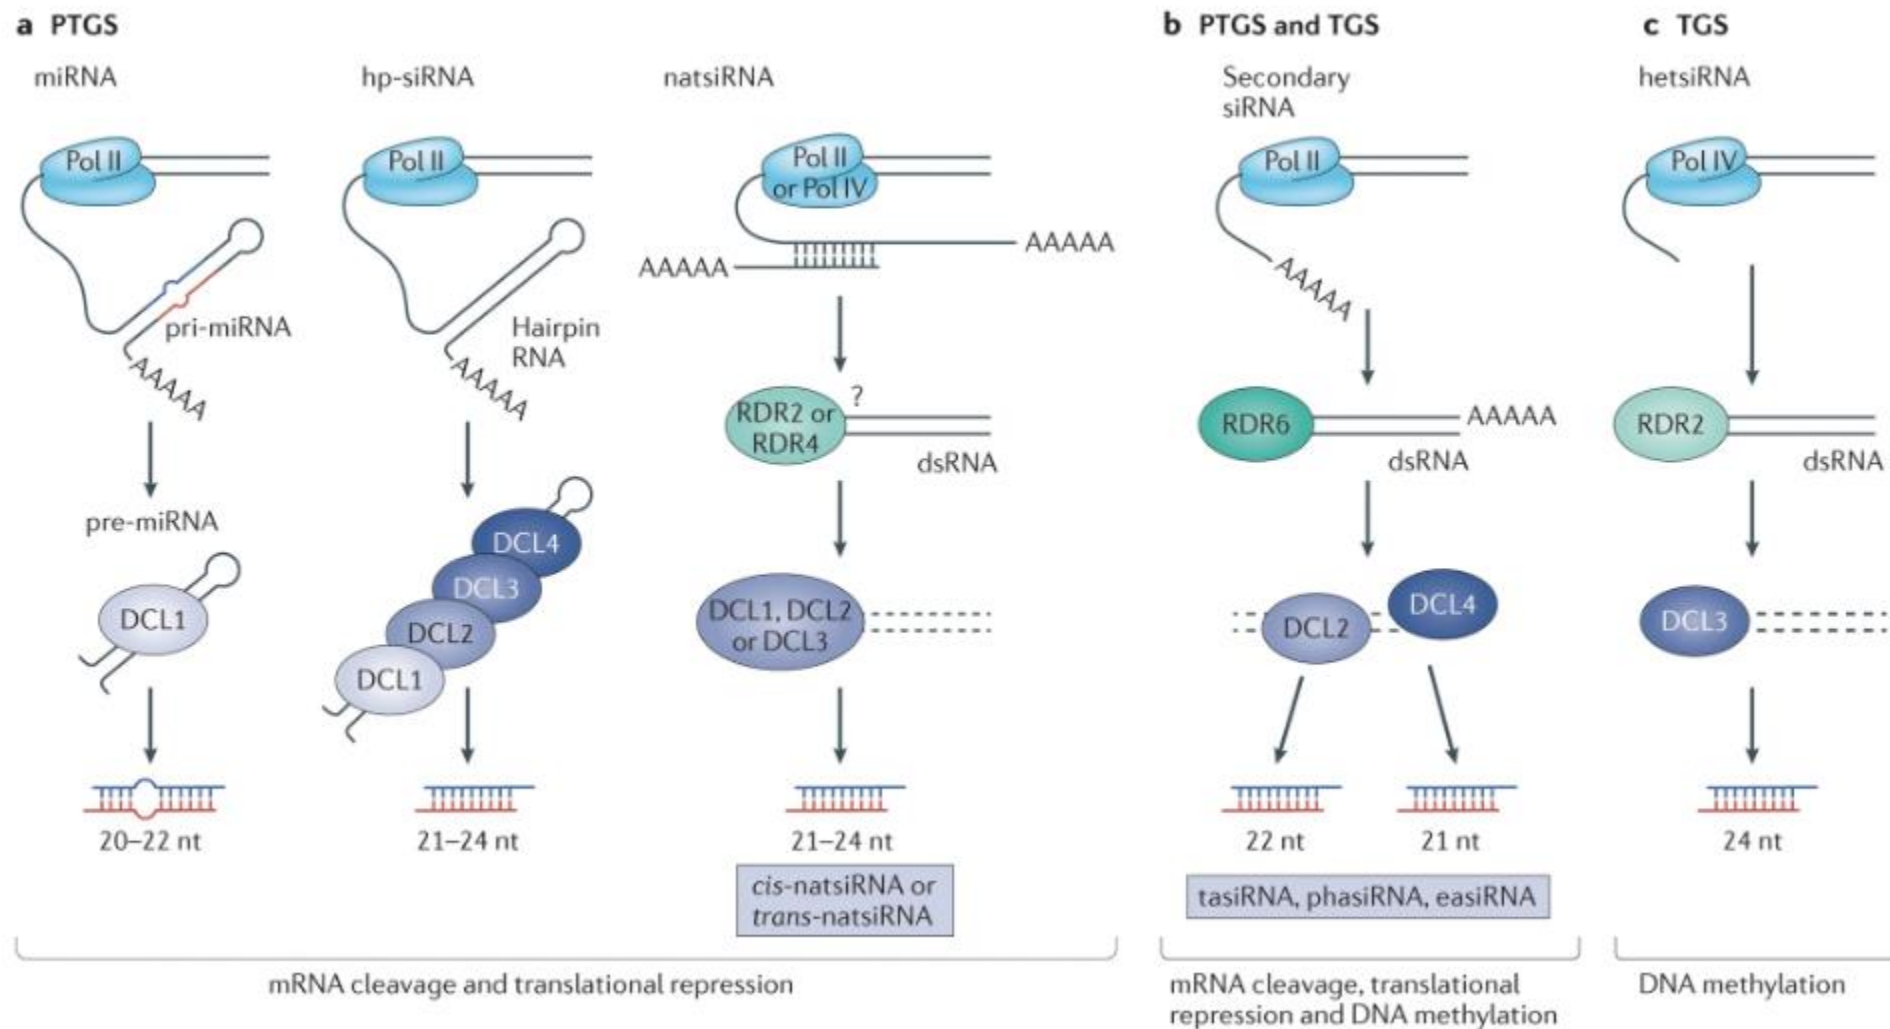 a PTGS
miRNA
Pol II
pri-miRNA
AAAAA
pre-miRNA
DCL1
20–22 nt
hp-siRNA
Pol II
Hairpin
RNA
AAAAA
DCL4
DCL3
DCL2
DCL1
21–24 nt
natsiRNA
Pol II
or Pol IV
AAAAA
AAAAA
?
RDR2 or
RDR4
dsRNA
DCL1, DCL2
or DCL3
21–24 nt
cis-natsiRNA or
trans-natsiRNA
mRNA cleavage and translational repression
b PTGS and TGS
Secondary
siRNA
Pol II
AAAAA
RDR6
AAAAA
dsRNA
DCL2
DCL4
22 nt
21 nt
tasiRNA, phasiRNA, easiRNA
mRNA cleavage, translational
repression and DNA methylation
c TGS
hetsiRNA
Pol IV
RDR2
dsRNA
DCL3
24 nt
DNA methylation